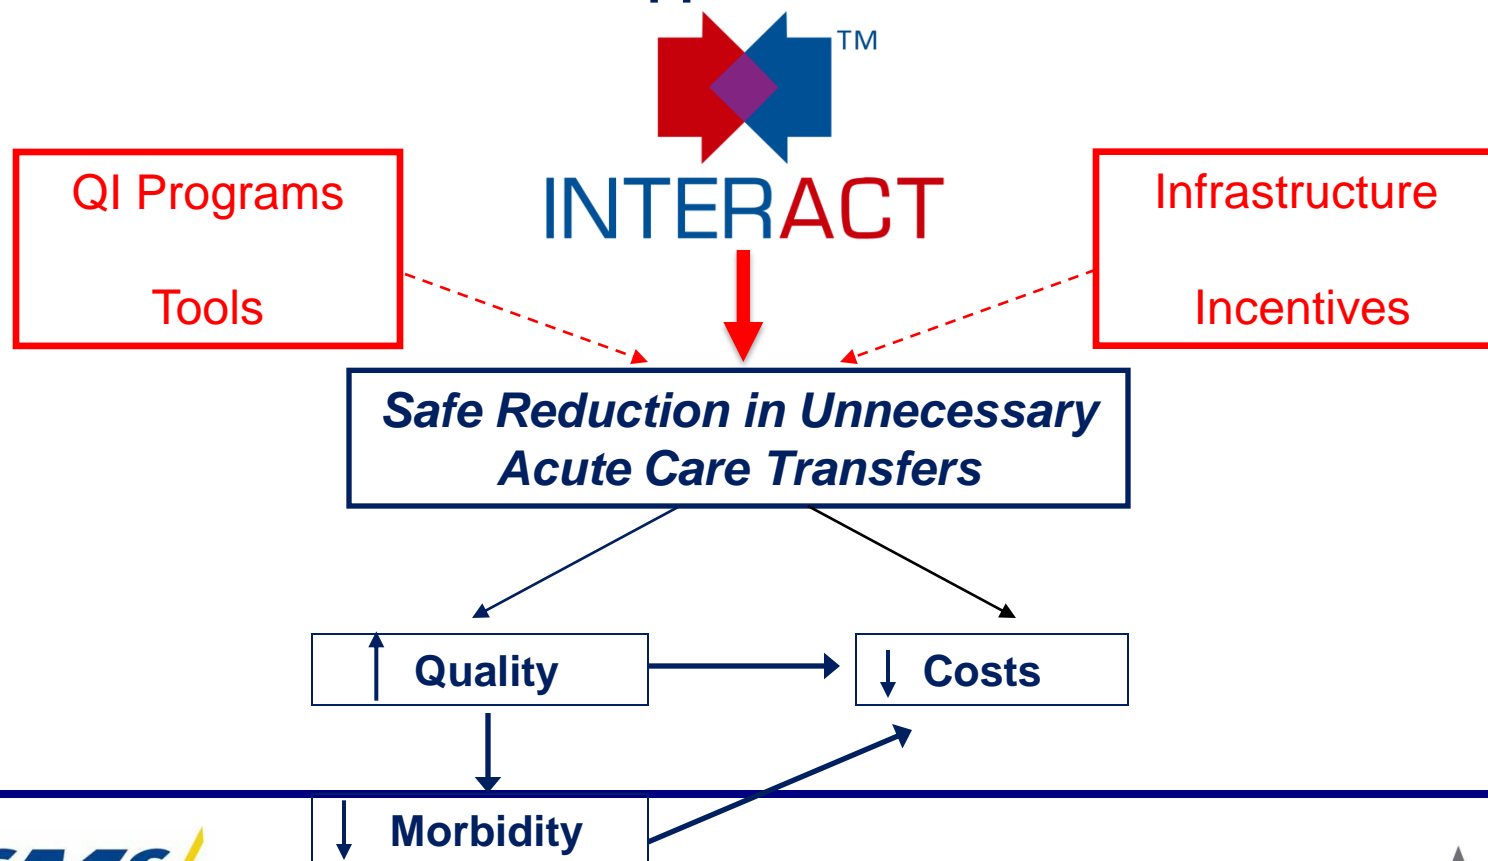 TM
INTERACT
QI Programs
Tools
Infrastructure
Incentives
Safe Reduction in Unnecessary
Acute Care Transfers
Quality
Costs
Morbidity